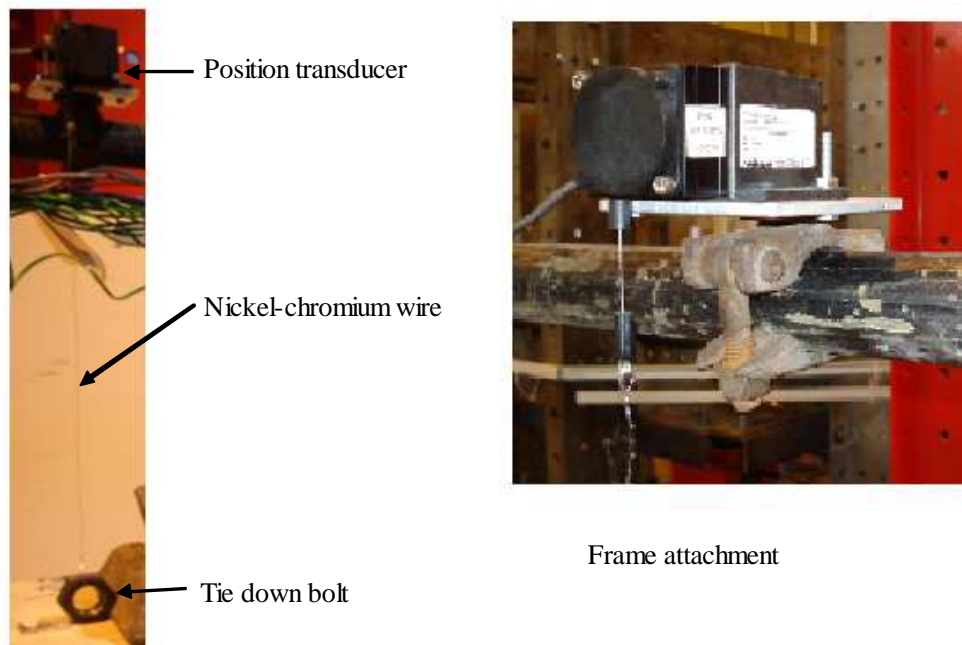 Position transducer
Nickel-chromium wire
Tie down bolt
Frame attachment